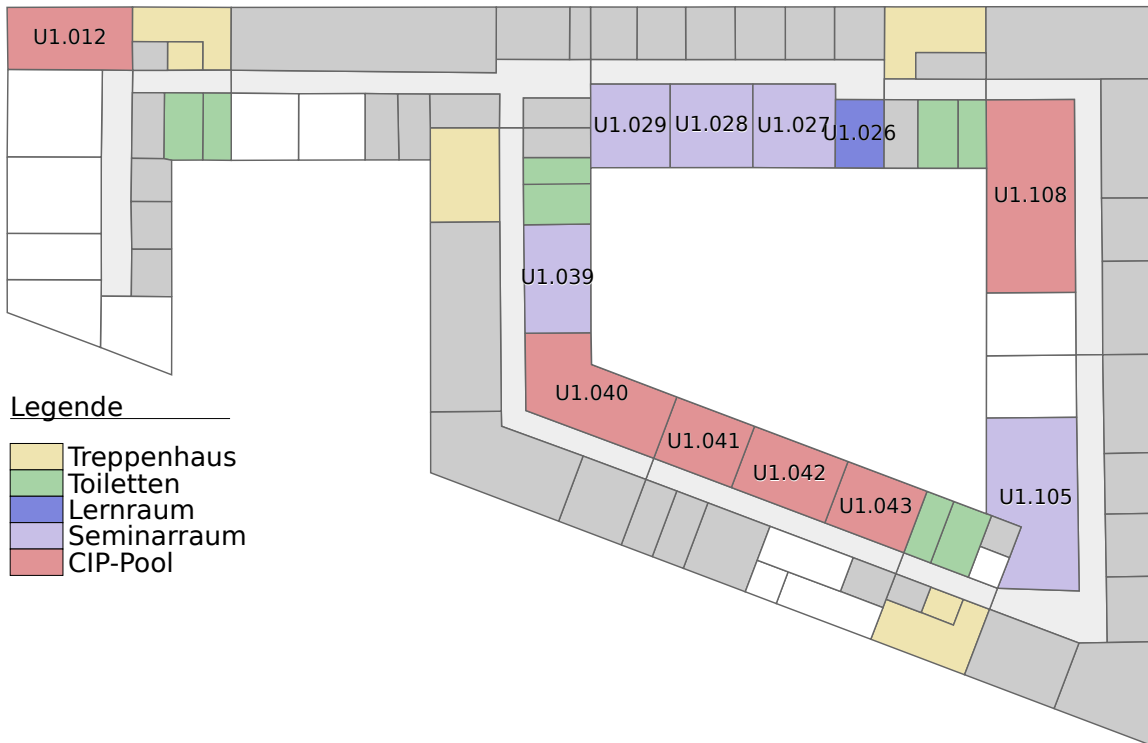 U1.012
U1.029
U1.028
U1.027
U1.026
U1.108
U1.039
U1.040
U1.041
U1.042
U1.043
U1.105
Legende
Treppenhaus
Toiletten
Lernraum
Seminarraum
CIP-Pool